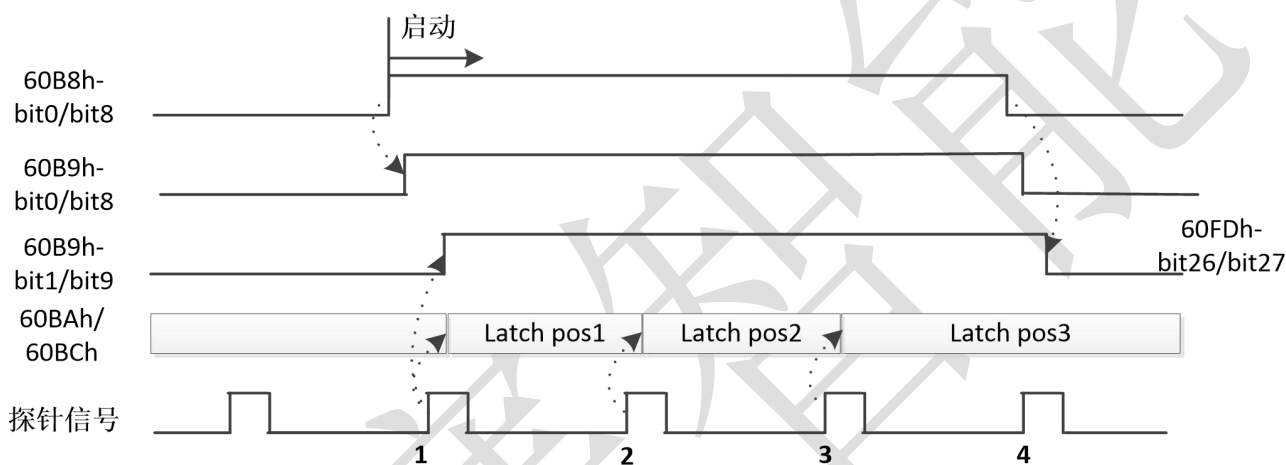 启动
60B8h-
bit0/bit8
60B9h-
bit0/bit8
60B9h-
bit1/bit9
60FDh-
bit26/bit27
60BAh/
60BCh
Latch pos1
Latch pos2
Latch pos3
探针信号
1
2
3
4